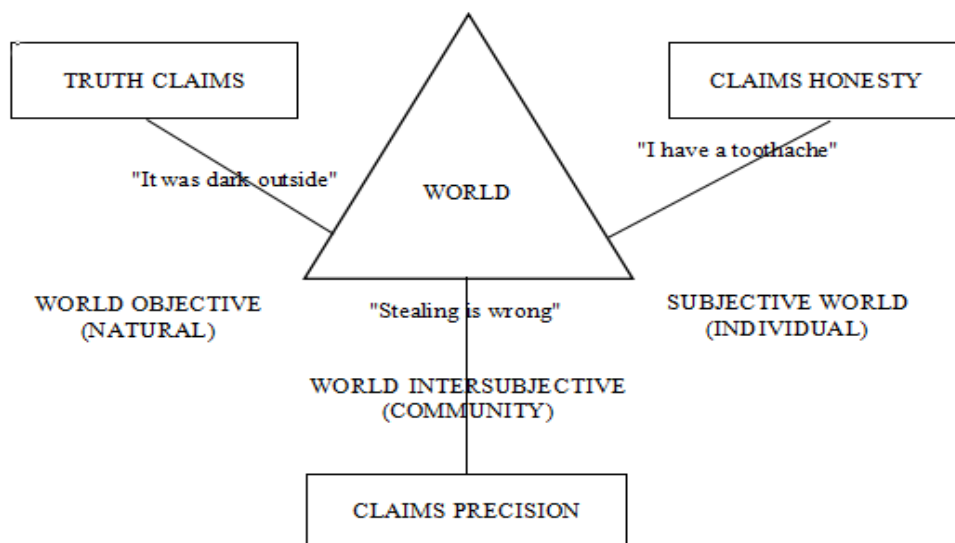 TRUTH CLAIMS
CLAIMS HONESTY
"I have a toothache"
"It was dark outside"
WORLD
WORLD OBJECTIVE
(NATURAL)
"Stealing is wrong"
SUBJECTIVE WORLD
(INDIVIDUAL)
WORLD INTERSUBJECTIVE
(COMMUNITY)
CLAIMS PRECISION